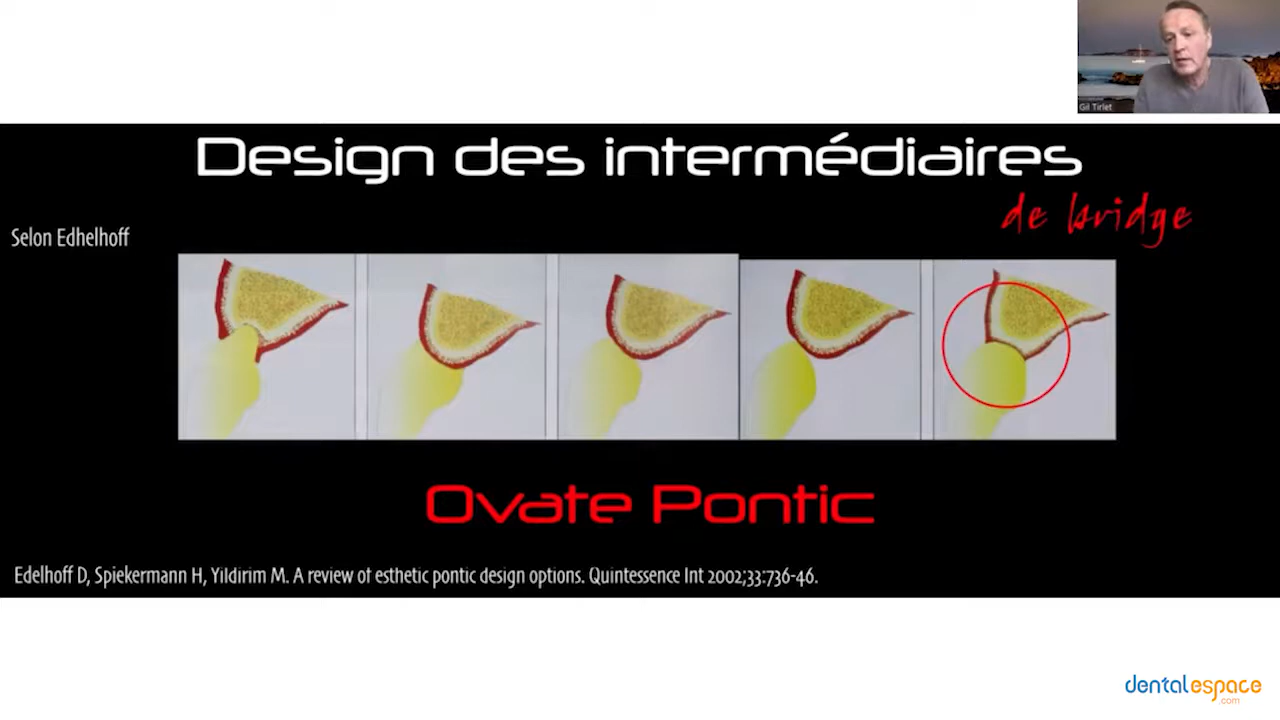 Gil Tirlet
Design des intermédiaires
de bridge
Selon Edhelhoff
Ovate Pontic
Edelhoff D, Spiekermann H, Yildirim M. A review of esthetic pontic design options. Quintessence Int 2002;33:736-46.
dentalespace
.com